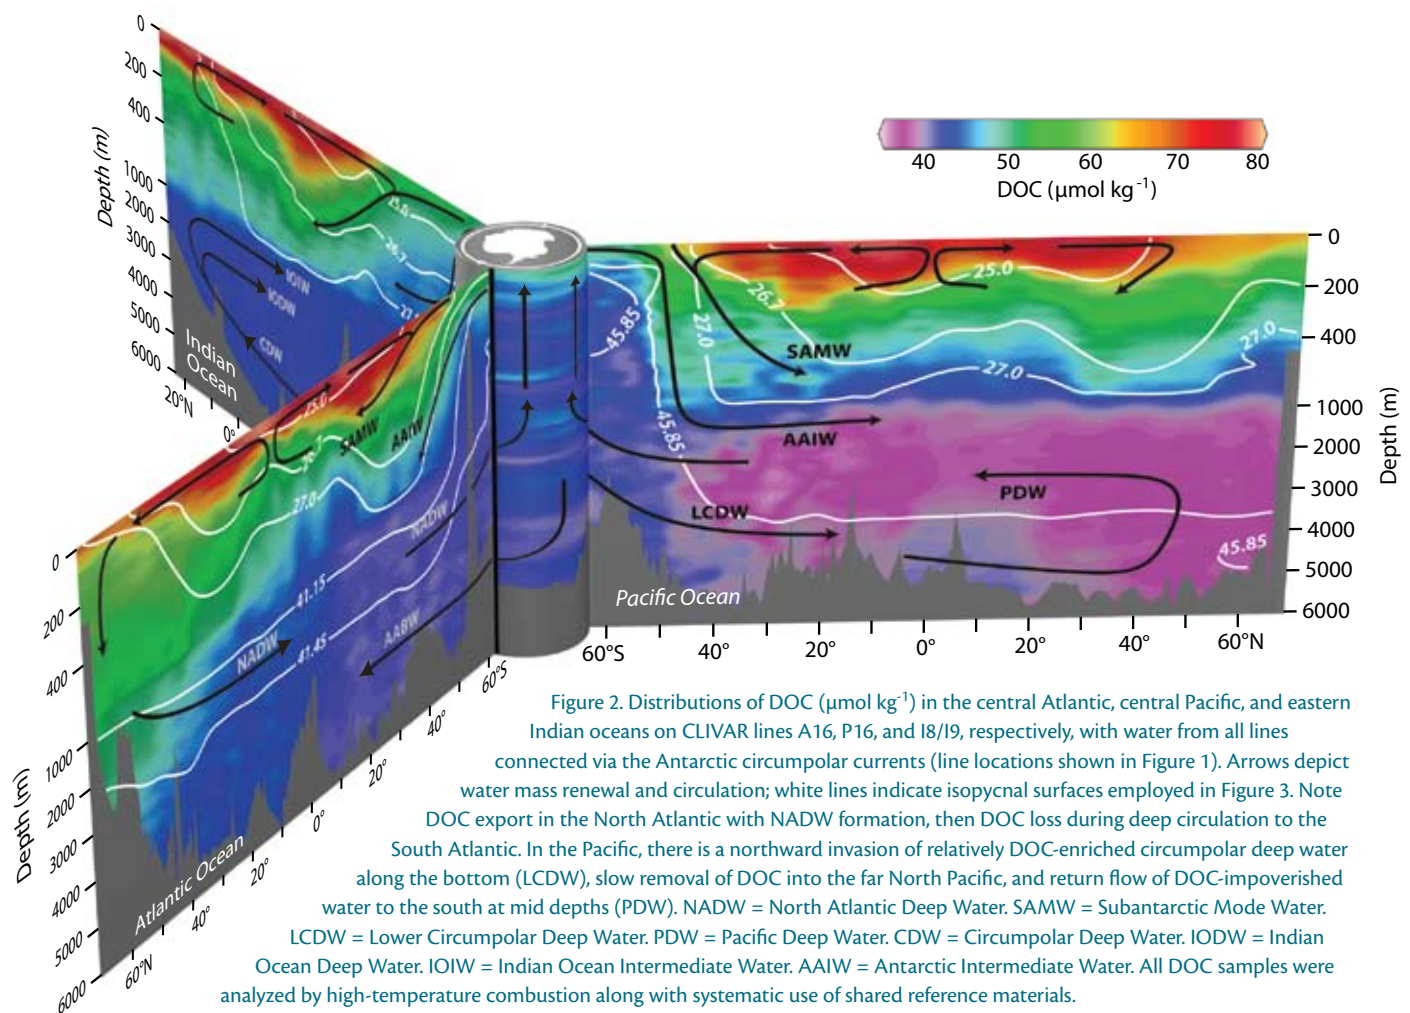 0
200
400
1000
2000
3000
4000
5000
6000
Depth (m)
20°N
0°
Indian
Ocean
25.0
26.7
27.
IOIW
IODW
CDW
40 50 60 70 80
DOC (μmol kg-1)
0
200
400
1000
2000
3000
4000
5000
6000
Depth (m)
25.0
26.7
27.0
27.0
27.0
45.85
45.85
45.85
SAMW
AAIW
PDW
LCDW
Pacific Ocean
60°S 40° 20° 0° 20° 40° 60°N
0
200
400
1000
2000
3000
4000
5000
6000
Depth (m)
25.0
27.0
41.15
41.45
SAMW
AAIW
NADW
NADW
AABW
Atlantic Ocean
60°N
40°
20°
0°
20°
40°
60°S
Figure 2. Distributions of DOC (μmol kg-1) in the central Atlantic, central Pacific, and eastern
Indian oceans on CLIVAR lines A16, P16, and I8/I9, respectively, with water from all lines
connected via the Antarctic circumpolar currents (line locations shown in Figure 1). Arrows depict
water mass renewal and circulation; white lines indicate isopycnal surfaces employed in Figure 3. Note
DOC export in the North Atlantic with NADW formation, then DOC loss during deep circulation to the
South Atlantic. In the Pacific, there is a northward invasion of relatively DOC-enriched circumpolar deep water
along the bottom (LCDW), slow removal of DOC into the far North Pacific, and return flow of DOC-impoverished
water to the south at mid depths (PDW). NADW = North Atlantic Deep Water. SAMW = Subantarctic Mode Water.
LCDW = Lower Circumpolar Deep Water. PDW = Pacific Deep Water. CDW = Circumpolar Deep Water. IODW = Indian
Ocean Deep Water. IOIW = Indian Ocean Intermediate Water. AAIW = Antarctic Intermediate Water. All DOC samples were
analyzed by high-temperature combustion along with systematic use of shared reference materials.